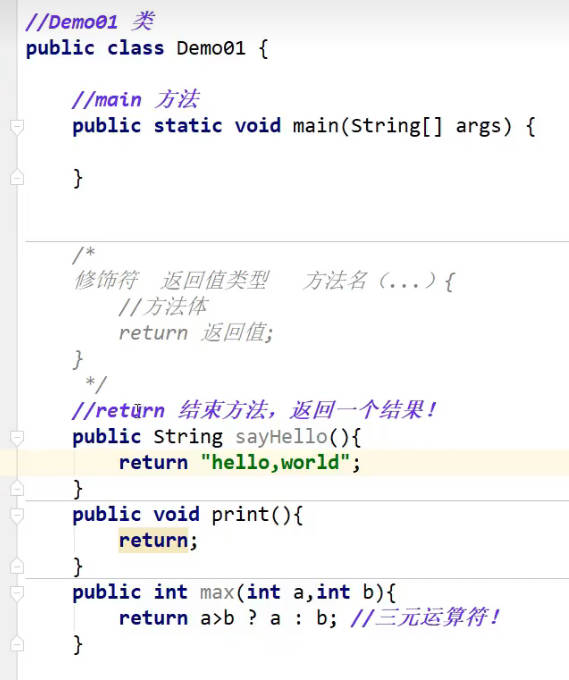 //Demo01 类
public class Demo01 {
//main 方法
public static void main(String[] args) {
}
/*
修饰符  返回值类型   方法名（...）{
//方法体
return 返回值;
}
*/
//return 结束方法，返回一个结果！
public String sayHello(){
return "hello,world";
}
public void print(){
return;
}
public int max(int a,int b){
return a>b ? a : b; //三元运算符！
}